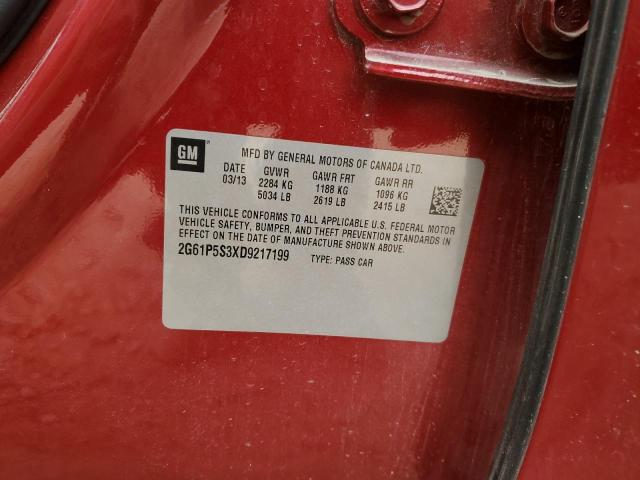 GM
MFD BY GENERAL MOTORS OF CANADA LTD.
DATE GVWR GAWR FRT GAWR RR
03/13 2284 KG 1188 KG 1096 KG
5034 LB 2619 LB 2415 LB
THIS VEHICLE CONFORMS TO ALL APPLICABLE U.S. FEDERAL MOTOR
VEHICLE SAFETY, BUMPER, AND THEFT PREVENTION STANDARDS IN
EFFECT ON THE DATE OF MANUFACTURE SHOWN ABOVE.
2G61P5S3XD9217199 TYPE: PASS CAR